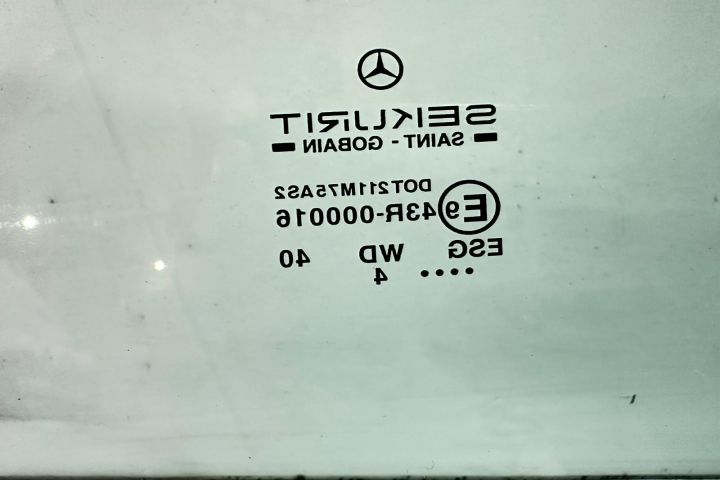 SEKURIT
SAINT - GOBAIN
DOT211M75AS2
E9 43R-000016
ESG WD 40
.... 4